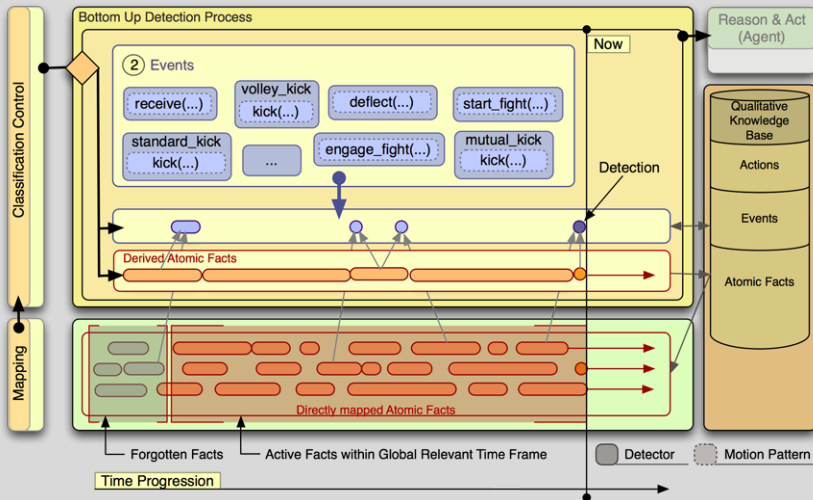 Bottom Up Detection Process
Reason & Act
(Agent)
Now
2 Events
receive(...)
volley_kick
kick(...)
deflect(...)
start_fight(...)
standard_kick
kick(...)
...
engage_fight(...)
mutual_kick
kick(...)
Detection
Classification Control
Qualitative
Knowledge
Base
Actions
Events
Atomic Facts
Derived Atomic Facts
Mapping
Directly mapped Atomic Facts
Forgotten Facts
Active Facts within Global Relevant Time Frame
Detector
Motion Pattern
Time Progression